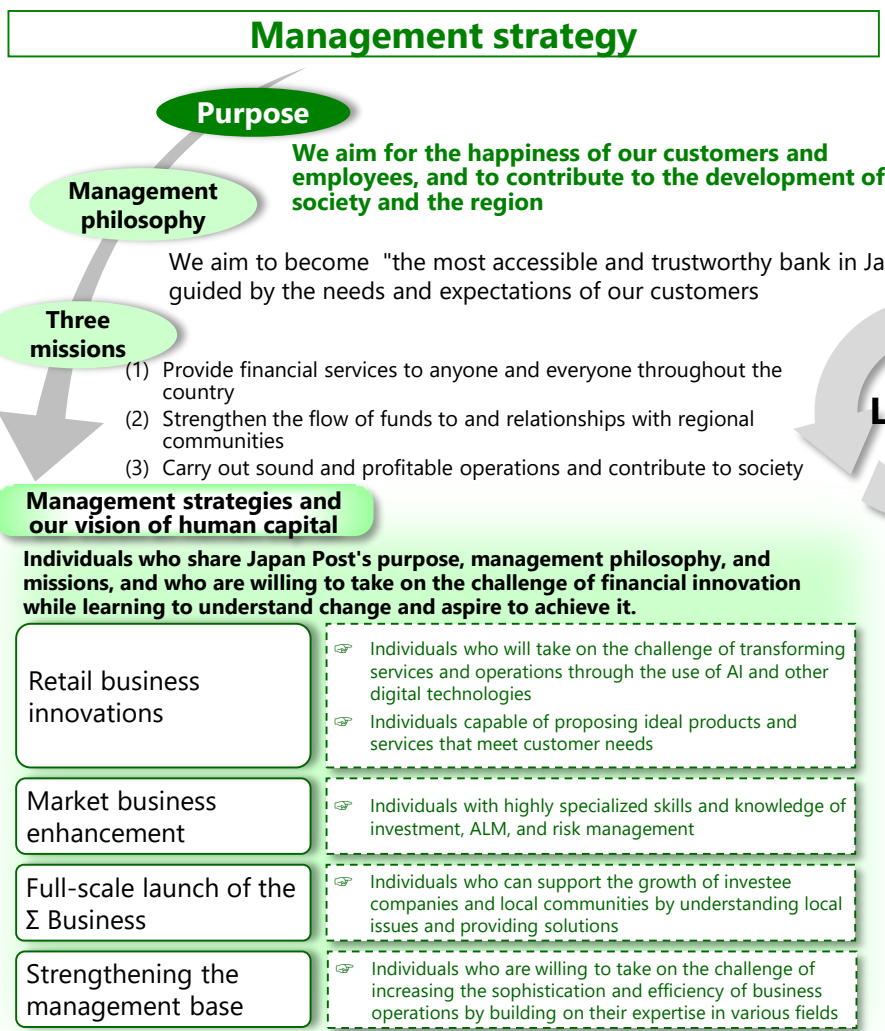 Management strategy
Purpose
We aim for the happiness of our customers and
employees, and to contribute to the development of
society and the region
Management
philosophy
We aim to become "the most accessible and trustworthy bank in Ja
guided by the needs and expectations of our customers
Three
missions
(1) Provide financial services to anyone and everyone throughout the
country
(2) Strengthen the flow of funds to and relationships with regional
communities
(3) Carry out sound and profitable operations and contribute to society
L
Management strategies and
our vision of human capital
Individuals who share Japan Post's purpose, management philosophy, and
missions, and who are willing to take on the challenge of financial innovation
while learning to understand change and aspire to achieve it.
Retail business
innovations
☞ Individuals who will take on the challenge of transforming
services and operations through the use of AI and other
digital technologies
☞ Individuals capable of proposing ideal products and
services that meet customer needs
Market business
enhancement
☞ Individuals with highly specialized skills and knowledge of
investment, ALM, and risk management
Full-scale launch of the
Σ Business
☞ Individuals who can support the growth of investee
companies and local communities by understanding local
issues and providing solutions
Strengthening the
management base
☞ Individuals who are willing to take on the challenge of
increasing the sophistication and efficiency of business
operations by building on their expertise in various fields